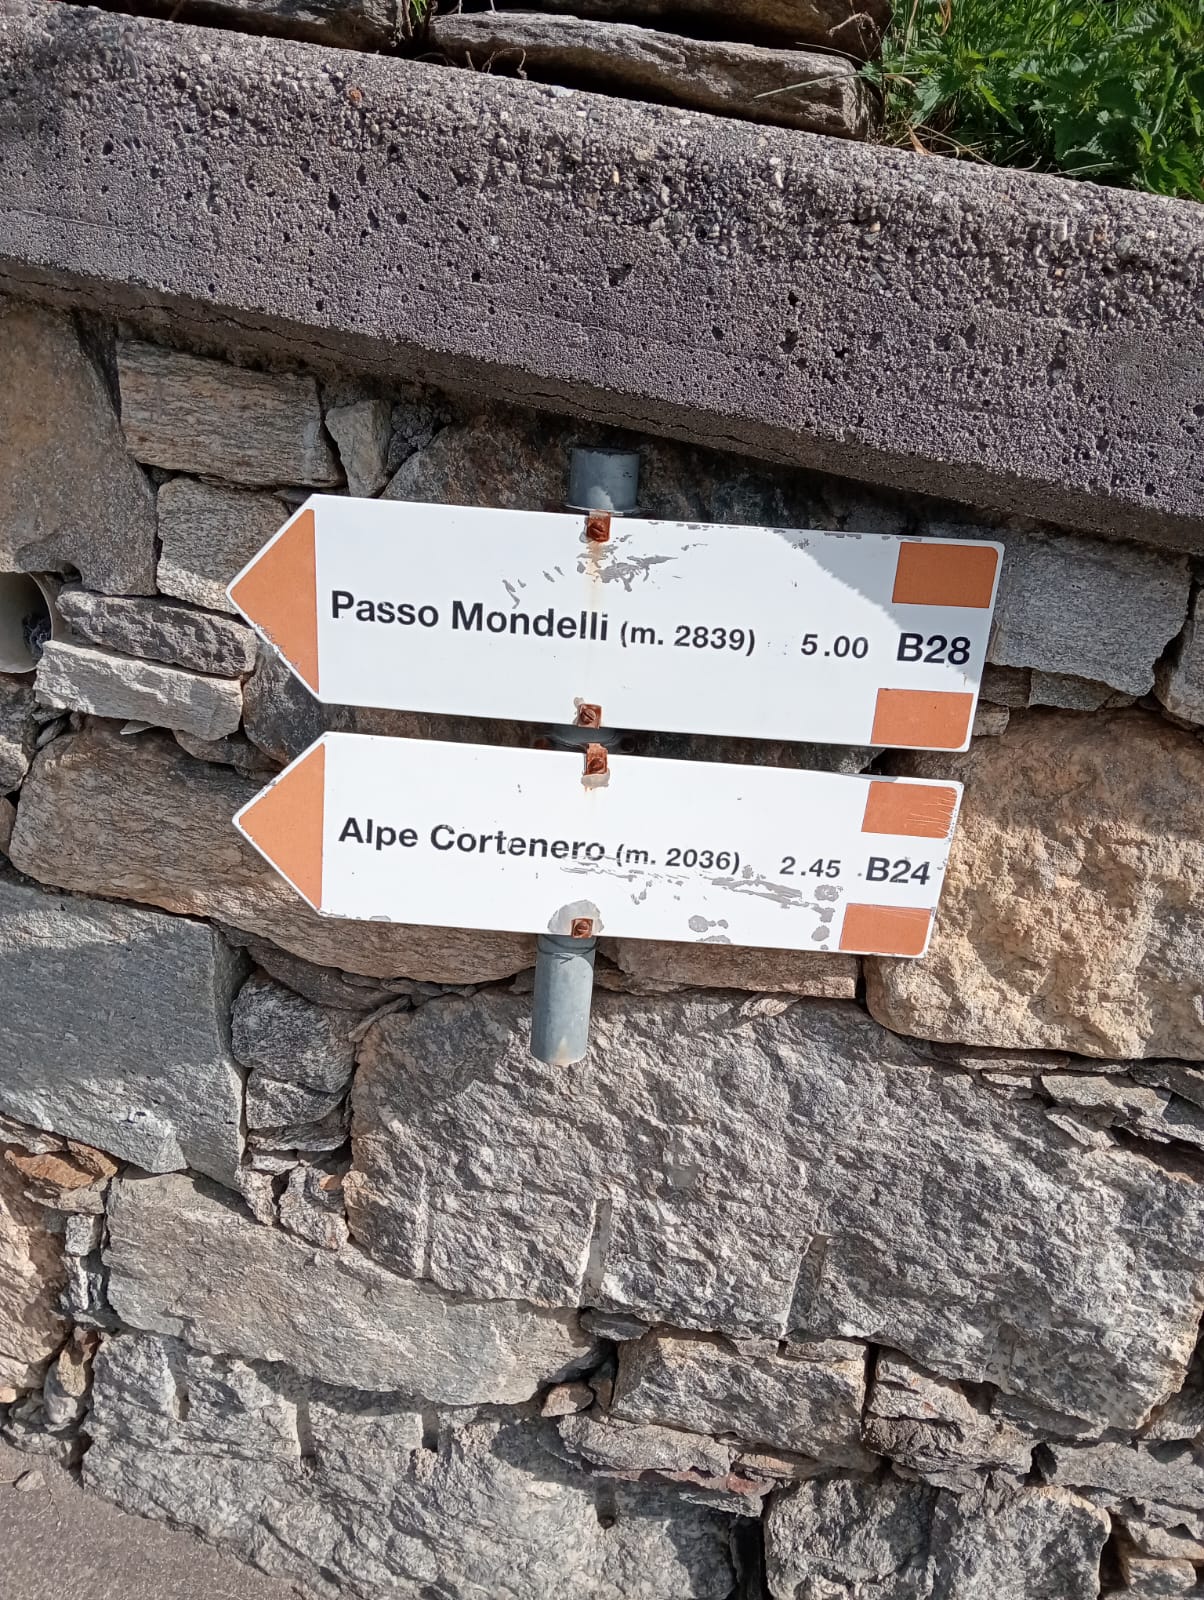 Passo Mondelli (m. 2839) 5.00 B28
Alpe Cortenero (m. 2036) 2.45 B24